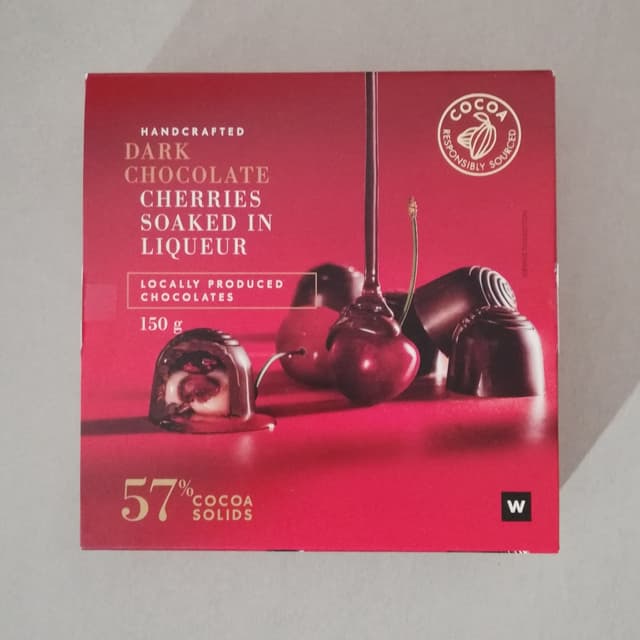 HANDCRAFTED
DARK
CHOCOLATE
CHERRIES
SOAKED IN
LIQUEUR
LOCALLY PRODUCED
CHOCOLATES
150 g
COCOA
RESPONSIBLY SOURCED
57%
COCOA
SOLIDS
W